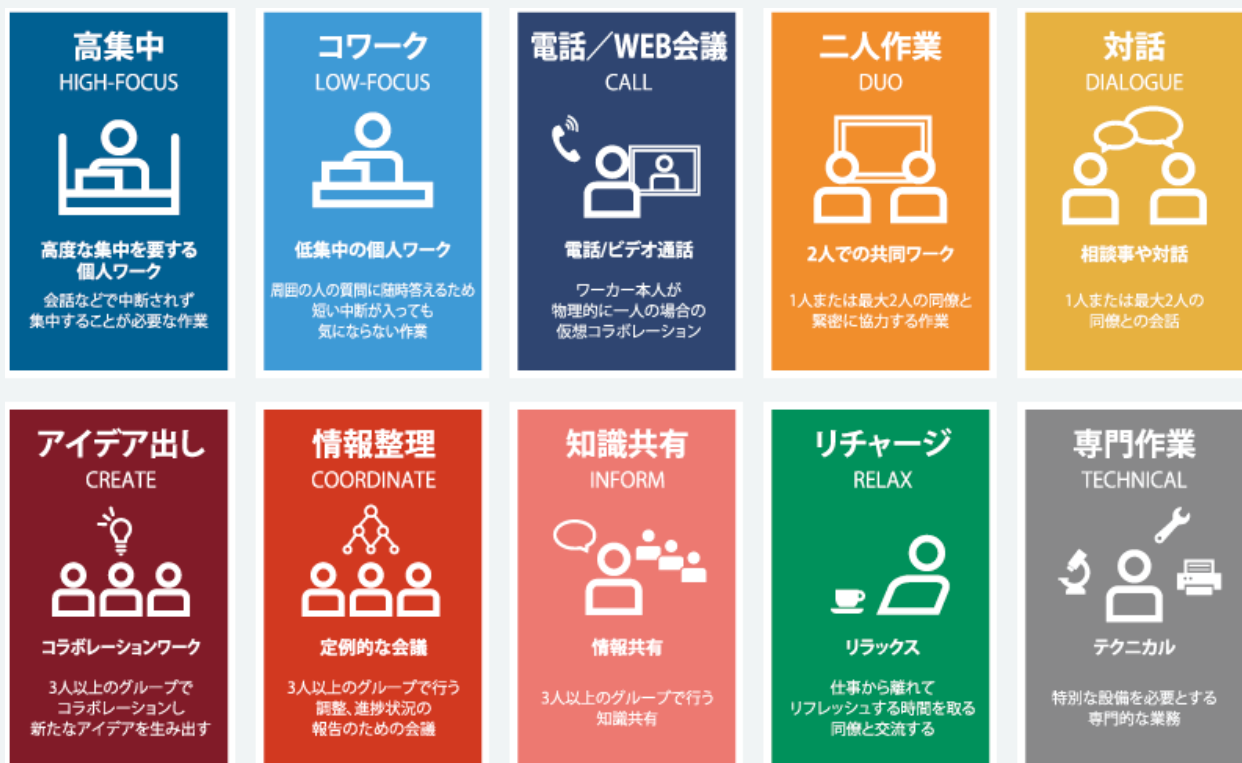 高集中
HIGH-FOCUS
高度な集中を要する
個人ワーク
会話などで中断されず
集中することが必要な作業
コワーク
LOW-FOCUS
低集中の個人ワーク
周囲の人の質問に随時答えるため
短い中断が入っても
気にならない作業
電話／WEB会議
CALL
電話/ビデオ通話
ワーカー本人が
物理的に一人の場合の
仮想コラボレーション
二人作業
DUO
2人での共同ワーク
1人または最大2人の同僚と
緊密に協力する作業
対話
DIALOGUE
相談事や対話
1人または最大2人の
同僚との会話
アイデア出し
CREATE
コラボレーションワーク
3人以上のグループで
コラボレーションし
新たなアイデアを生み出す
情報整理
COORDINATE
定例的な会議
3人以上のグループで行う
調整、進捗状況の
報告のための会議
知識共有
INFORM
情報共有
3人以上のグループで行う
知識共有
リチャージ
RELAX
リラックス
仕事から離れて
リフレッシュする時間を取る
同僚と交流する
専門作業
TECHNICAL
テクニカル
特別な設備を必要とする
専門的な業務